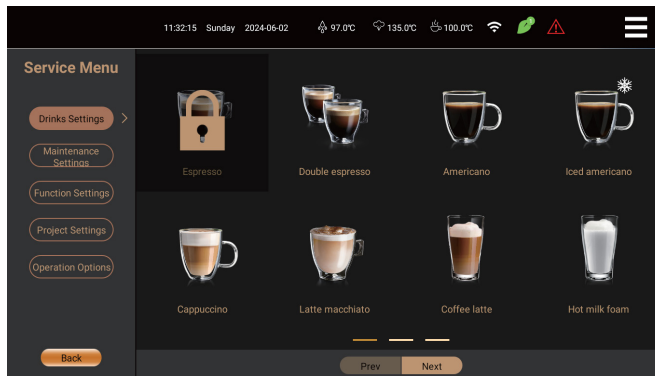 11:32:15 Sunday 2024-06-02 97.0℃ 135.0℃ 100.0℃
Service Menu
Drinks Settings
Maintenance
Settings
Function Settings
Project Settings
Operation Options
Back
Espresso Double espresso Americano Iced americano
Cappuccino Latte macchiato Coffee latte Hot milk foam
Prev Next